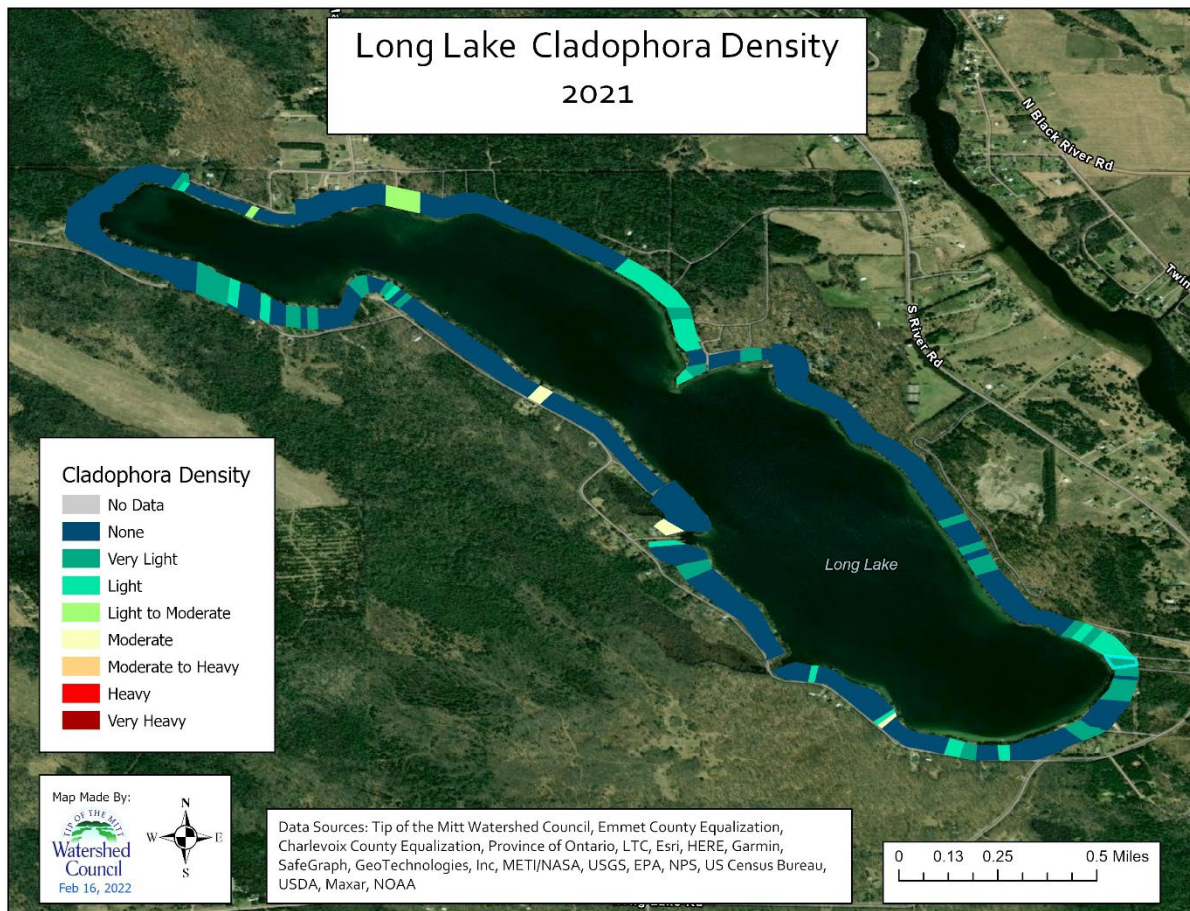 Long Lake Cladophora Density
2021
N Black River Rd
Twin
S River Rd
Long Lake
Cladophora Density
No Data
None
Very Light
Light
Light to Moderate
Moderate
Moderate to Heavy
Heavy
Very Heavy
Map Made By:
TIP OF THE MITT
Watershed
Council
Feb 16, 2022
N
W E
S
Data Sources: Tip of the Mitt Watershed Council, Emmet County Equalization,
Charlevoix County Equalization, Province of Ontario, LTC, Esri, HERE, Garmin,
SafeGraph, GeoTechnologies, Inc, METI/NASA, USGS, EPA, NPS, US Census Bureau,
USDA, Maxar, NOAA
0 0.13 0.25 0.5 Miles